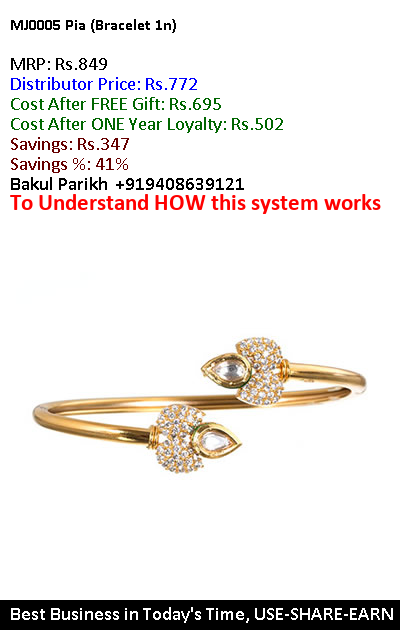 MJ0005 Pia (Bracelet 1n)
MRP: Rs.849
Distributor Price: Rs.772
Cost After FREE Gift: Rs.695
Cost After ONE Year Loyalty: Rs.502
Savings: Rs.347
Savings %: 41%
Bakul Parikh +919408639121
To Understand HOW this system works
Best Business in Today's Time, USE-SHARE-EARN